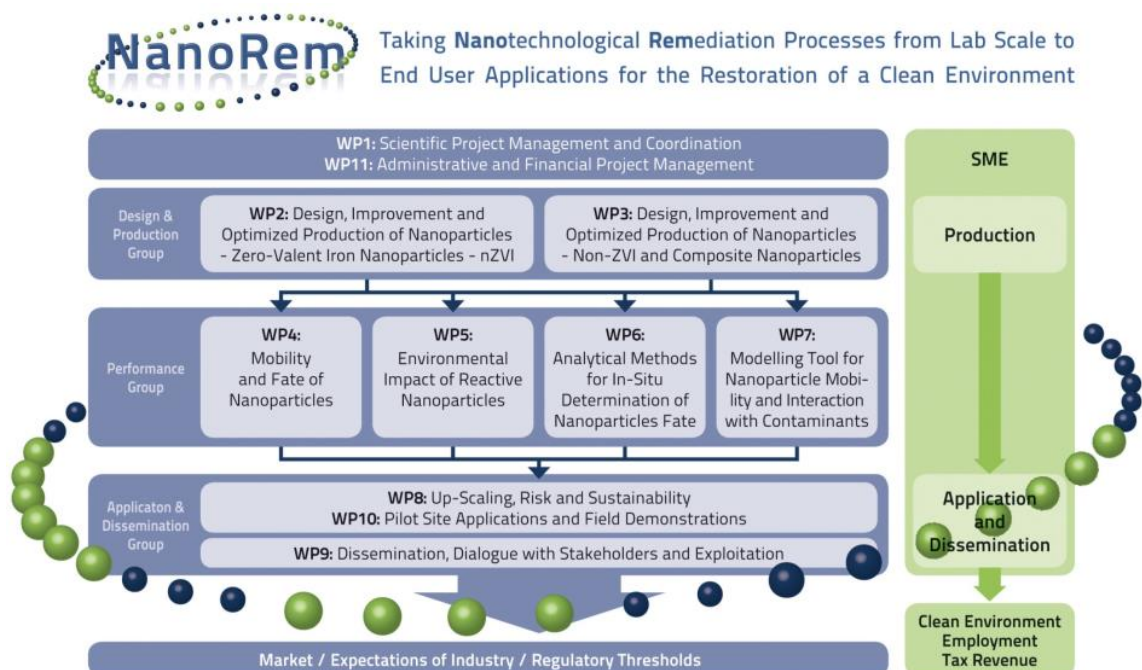 NanoRem
Taking Nanotechnological Remediation Processes from Lab Scale to
End User Applications for the Restoration of a Clean Environment
WP1: Scientific Project Management and Coordination
WP11: Administrative and Financial Project Management
Design &
Production
Group
WP2: Design, Improvement and
Optimized Production of Nanoparticles
- Zero-Valent Iron Nanoparticles - nZVI
WP3: Design, Improvement and
Optimized Production of Nanoparticles
- Non-ZVI and Composite Nanoparticles
Performance
Group
WP4:
Mobility
and Fate of
Nanoparticles
WP5:
Environmental
Impact of Reactive
Nanoparticles
WP6:
Analytical Methods
for In-Situ
Determination of
Nanoparticles Fate
WP7:
Modelling Tool for
Nanoparticle Mobi-
lity and Interaction
with Contaminants
Applicaton &
Dissemination
Group
WP8: Up-Scaling, Risk and Sustainability
WP10: Pilot Site Applications and Field Demonstrations
WP9: Dissemination, Dialogue with Stakeholders and Exploitation
Market / Expectations of Industry / Regulatory Thresholds
SME
Production
Application
and
Dissemination
Clean Environment
Employment
Tax Revenue